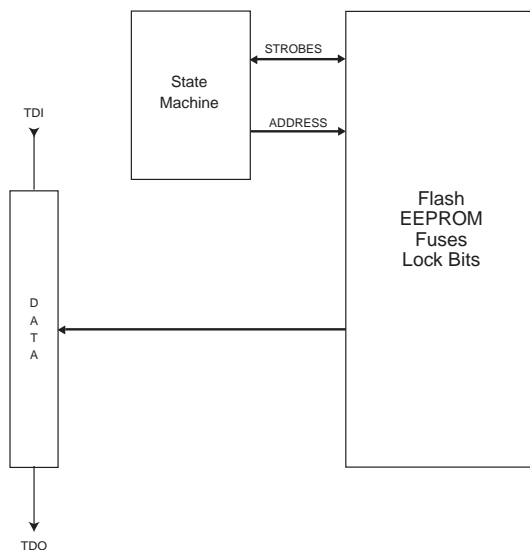 STROBES
State
Machine
TDI
ADDRESS
Flash
EEPROM
Fuses
Lock Bits
D
A
T
A
TDO